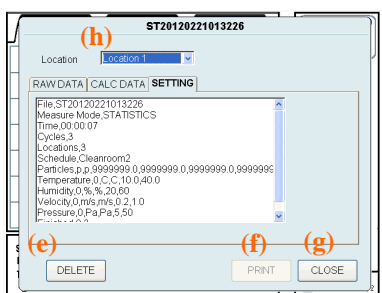 ST20120221013226
(h)
Location Location 1
RAW DATA CALC DATA SETTING
File,ST20120221013226
Measure Mode,STATISTICS
Time,00:00:07
Cycles,3
Locations,3
Schedule,Cleanroom2
Particles,p,p,9999999.0,9999999.0,9999999.0,999999
Temperature,0,C,C,10.0,40.0
Humidity,0,%,%,20,60
Velocity,0,m/s,m/s,0.2,1.0
Pressure,0,Pa,Pa,5,50
(e) (f) (g)
DELETE PRINT CLOSE